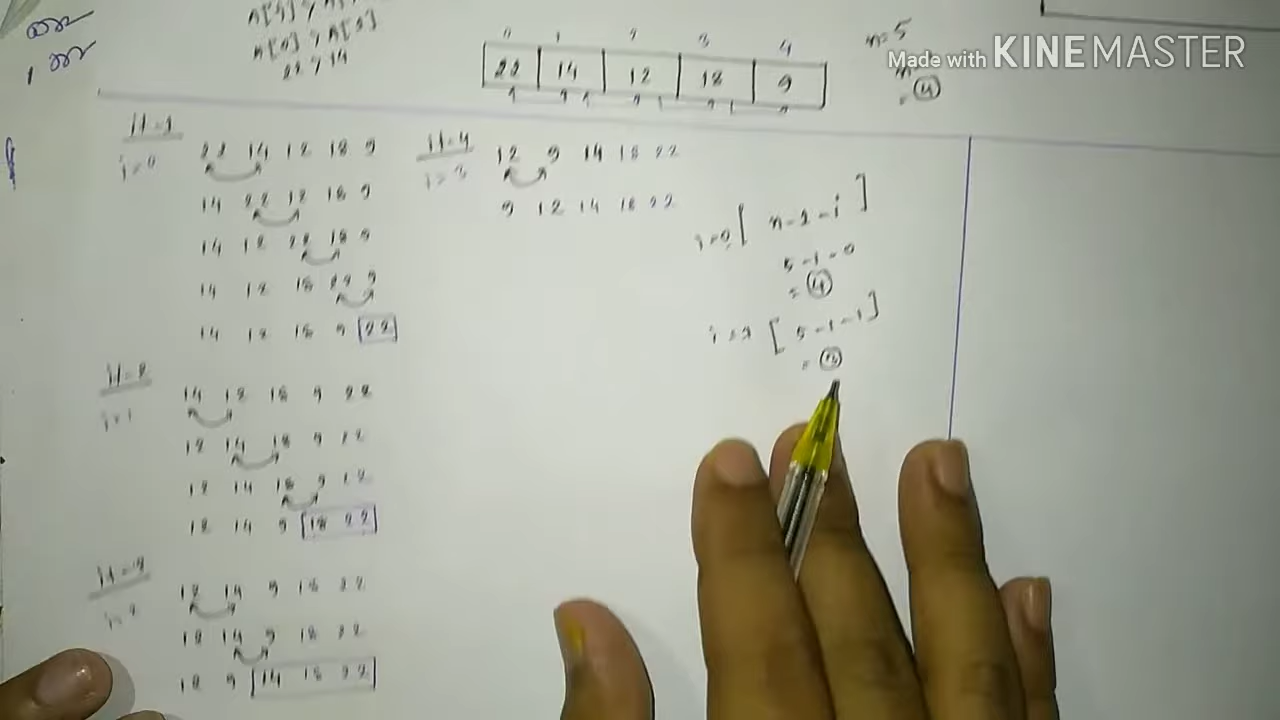 22 > 14
0 1 2 3 4
22 14 12 18 9
n=5
Made with KINEMASTER
= 4
it=1
i=0
22 14 12 18 9
14 22 12 18 9
14 12 22 18 9
14 12 18 22 9
14 12 18 9 22
it=2
i=1
14 12 18 9 22
12 14 18 9 22
12 14 18 9 22
12 14 9 18 22
it=3
i=2
12 14 9 18 22
12 14 9 18 22
12 9 14 18 22
it=4
i=3
12 9 14 18 22
9 12 14 18 22
i=0 [ n-1-i ]
5-1-0
= 4
i=1 [ 5-1-1 ]
= 3